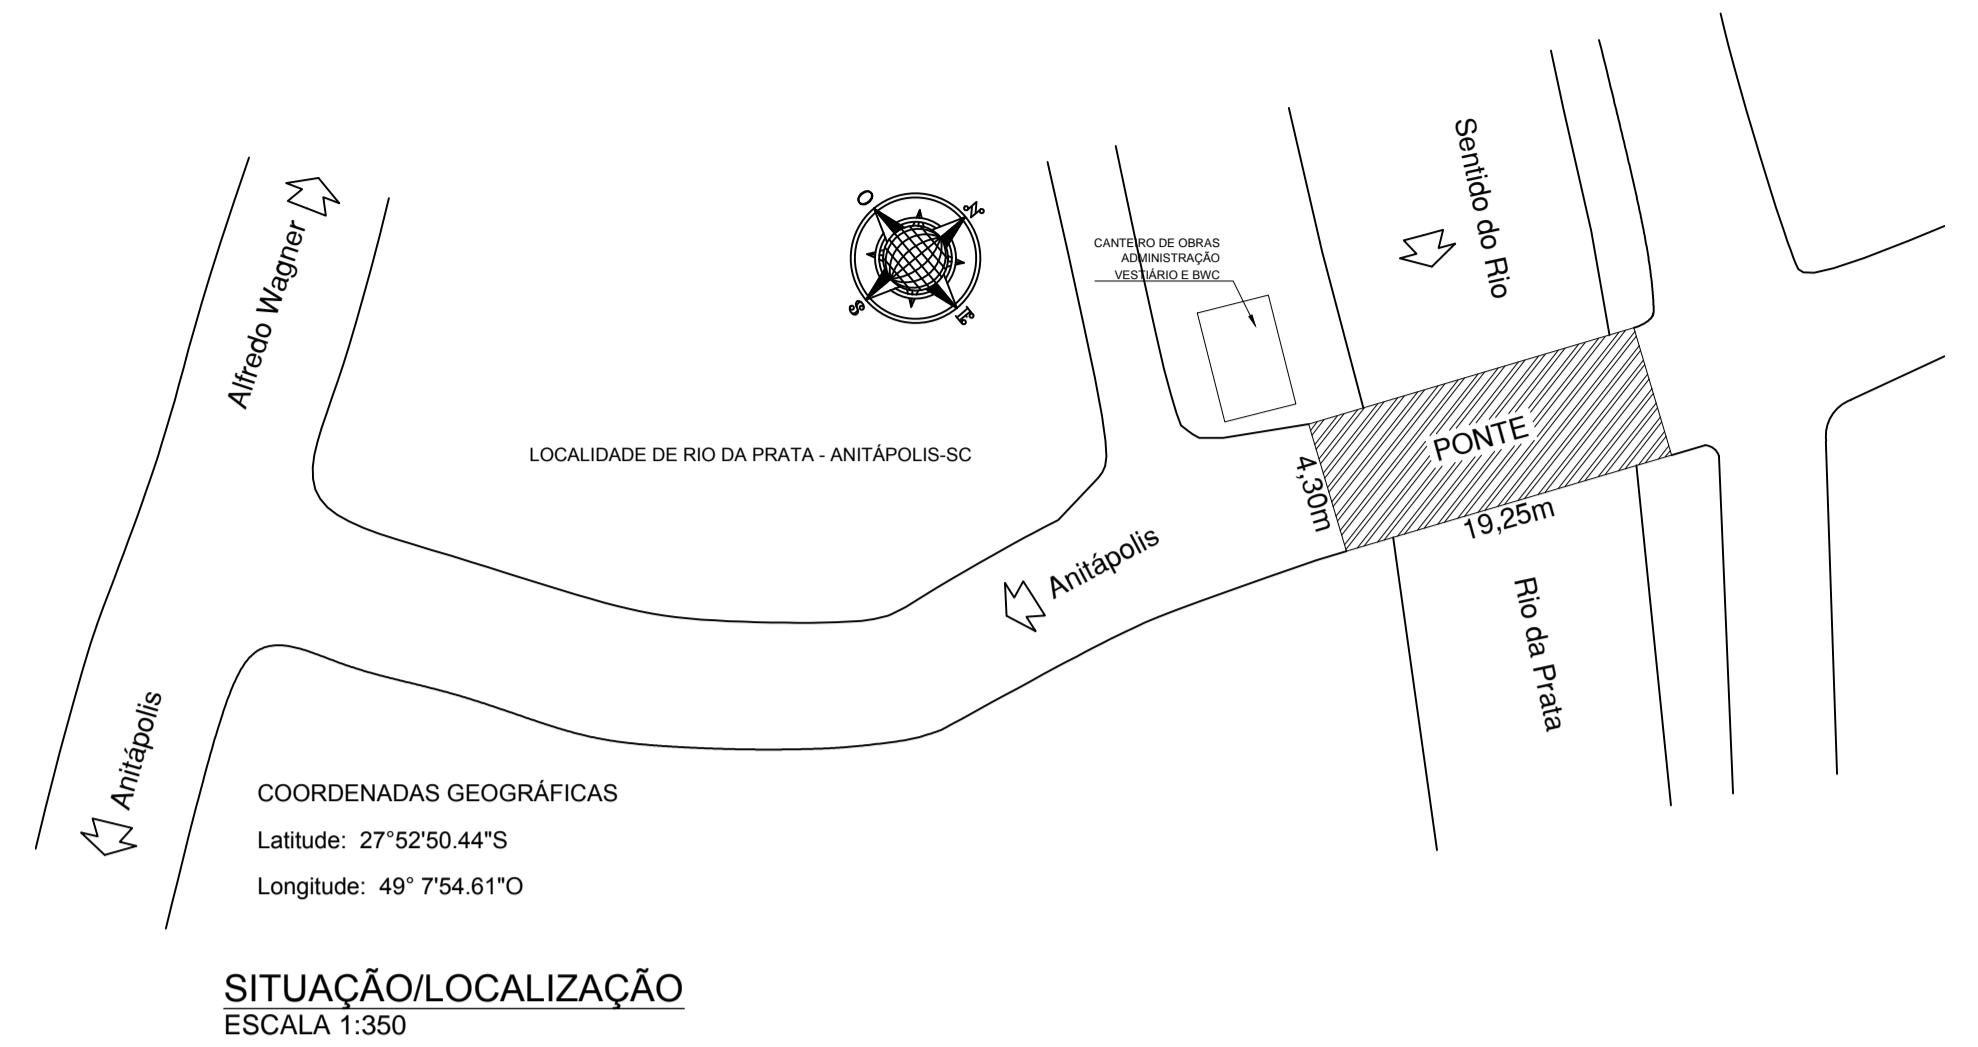 Alfredo Wagner
O
N
S
E
CANTEIRO DE OBRAS
ADMINISTRAÇÃO
VESTIÁRIO E BWC
Sentido do Rio
LOCALIDADE DE RIO DA PRATA - ANITÁPOLIS-SC
PONTE
4,30m
19,25m
Anitápolis
Rio da Prata
Anitápolis
COORDENADAS GEOGRÁFICAS
Latitude: 27°52'50.44"S
Longitude: 49° 7'54.61"O
SITUAÇÃO/LOCALIZAÇÃO
ESCALA 1:350